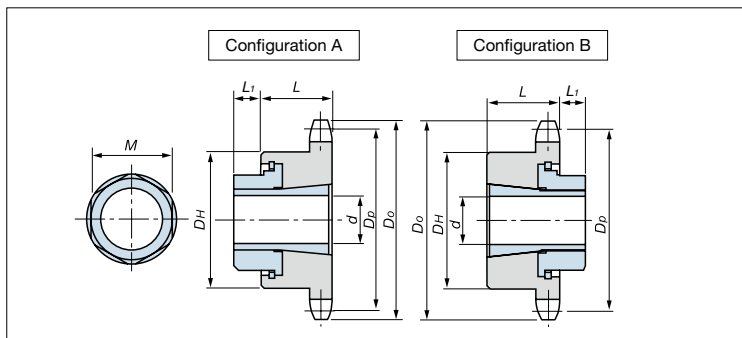 Configuration A
Configuration B
L1 L
L L1
M
DH
d
Dp
Do
Do
DH
d
Dp